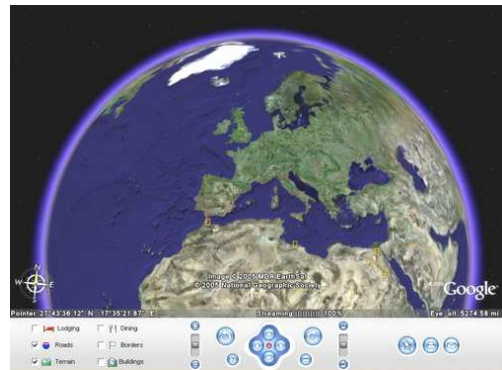 N
W E
S
Image © 2005 MDA EarthSat
© 2005 National Geographic Society
Google
Pointer 27°43'36.12" N 17°35'21.87" E Streaming |||||||||| 100% Eye alt 5274.58 mi
Lodging Dining
Roads Borders
Terrain Buildings